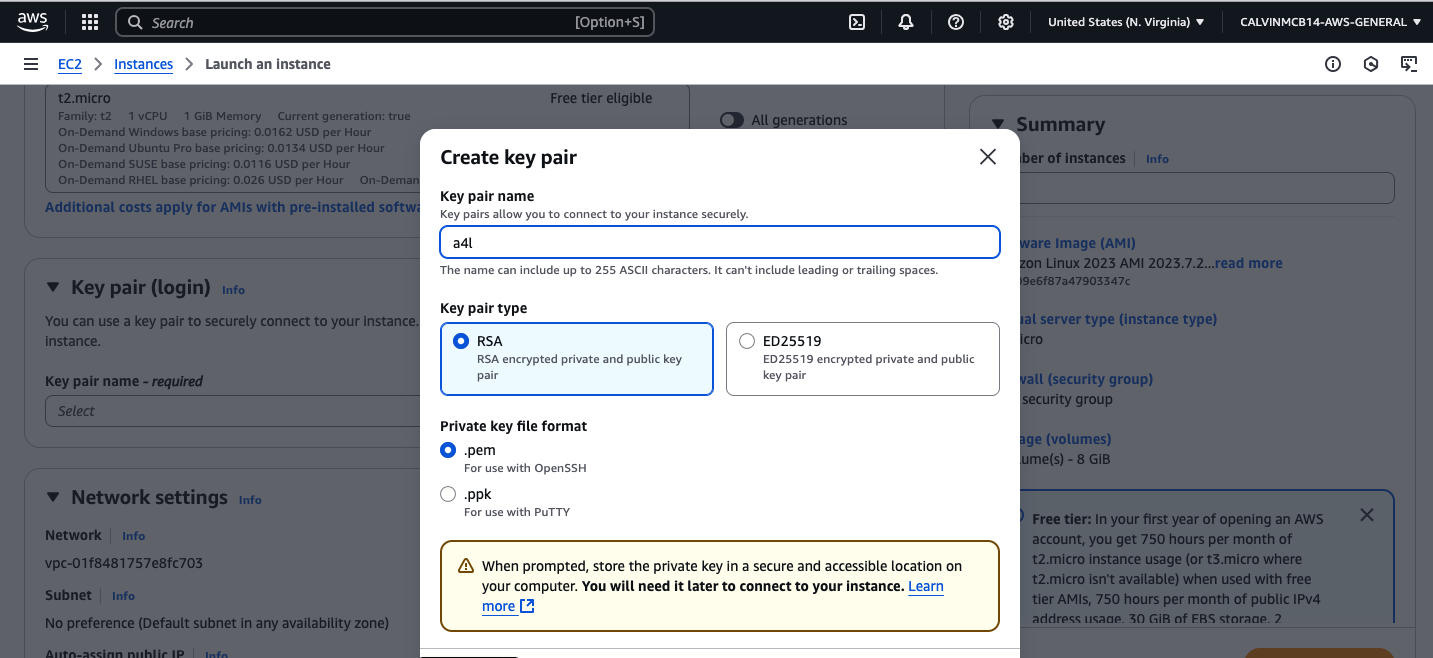 aws
Search
[Option+S]
United States (N. Virginia)
CALVINMCB14-AWS-GENERAL
EC2
Instances
Launch an instance
t2.micro
Free tier eligible
Family: t2 1 vCPU 1 GiB Memory Current generation: true
On-Demand Windows base pricing: 0.0162 USD per Hour
On-Demand Ubuntu Pro base pricing: 0.0134 USD per Hour
On-Demand SUSE base pricing: 0.0116 USD per Hour
On-Demand RHEL base pricing: 0.026 USD per Hour On-Deman
Additional costs apply for AMIs with pre-installed softwa
All generations
Key pair (login) Info
You can use a key pair to securely connect to your instance.
instance.
Key pair name - required
Select
Network settings Info
Network Info
vpc-01f8481757e8fc703
Subnet Info
No preference (Default subnet in any availability zone)
Auto-assign public IP Info
Create key pair
Key pair name
Key pairs allow you to connect to your instance securely.
a4l
The name can include up to 255 ASCII characters. It can't include leading or trailing spaces.
Key pair type
RSA
RSA encrypted private and public key
pair
ED25519
ED25519 encrypted private and public
key pair
Private key file format
.pem
For use with OpenSSH
.ppk
For use with PuTTY
When prompted, store the private key in a secure and accessible location on
your computer. You will need it later to connect to your instance. Learn
more
Summary
ber of instances Info
ware Image (AMI)
zon Linux 2023 AMI 2023.7.2...read more
9e6f87a47903347c
ual server type (instance type)
icro
wall (security group)
security group
age (volumes)
ume(s) - 8 GiB
Free tier: In your first year of opening an AWS
account, you get 750 hours per month of
t2.micro instance usage (or t3.micro where
t2.micro isn't available) when used with free
tier AMIs, 750 hours per month of public IPv4
address usage, 30 GiB of EBS storage, 2